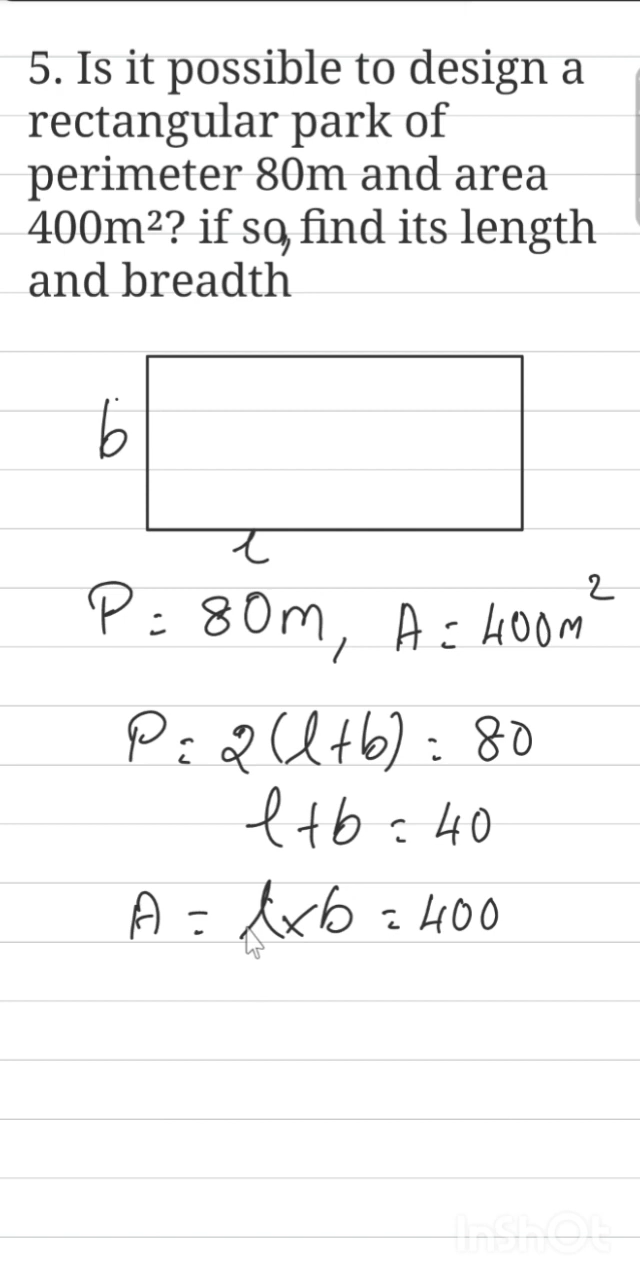 5. Is it possible to design a
rectangular park of
perimeter 80m and area
400m²? if so, find its length
and breadth
b
l
P = 80m, A = 400m²
P = 2(l+b) = 80
l+b = 40
A = l×b = 400
InShOt